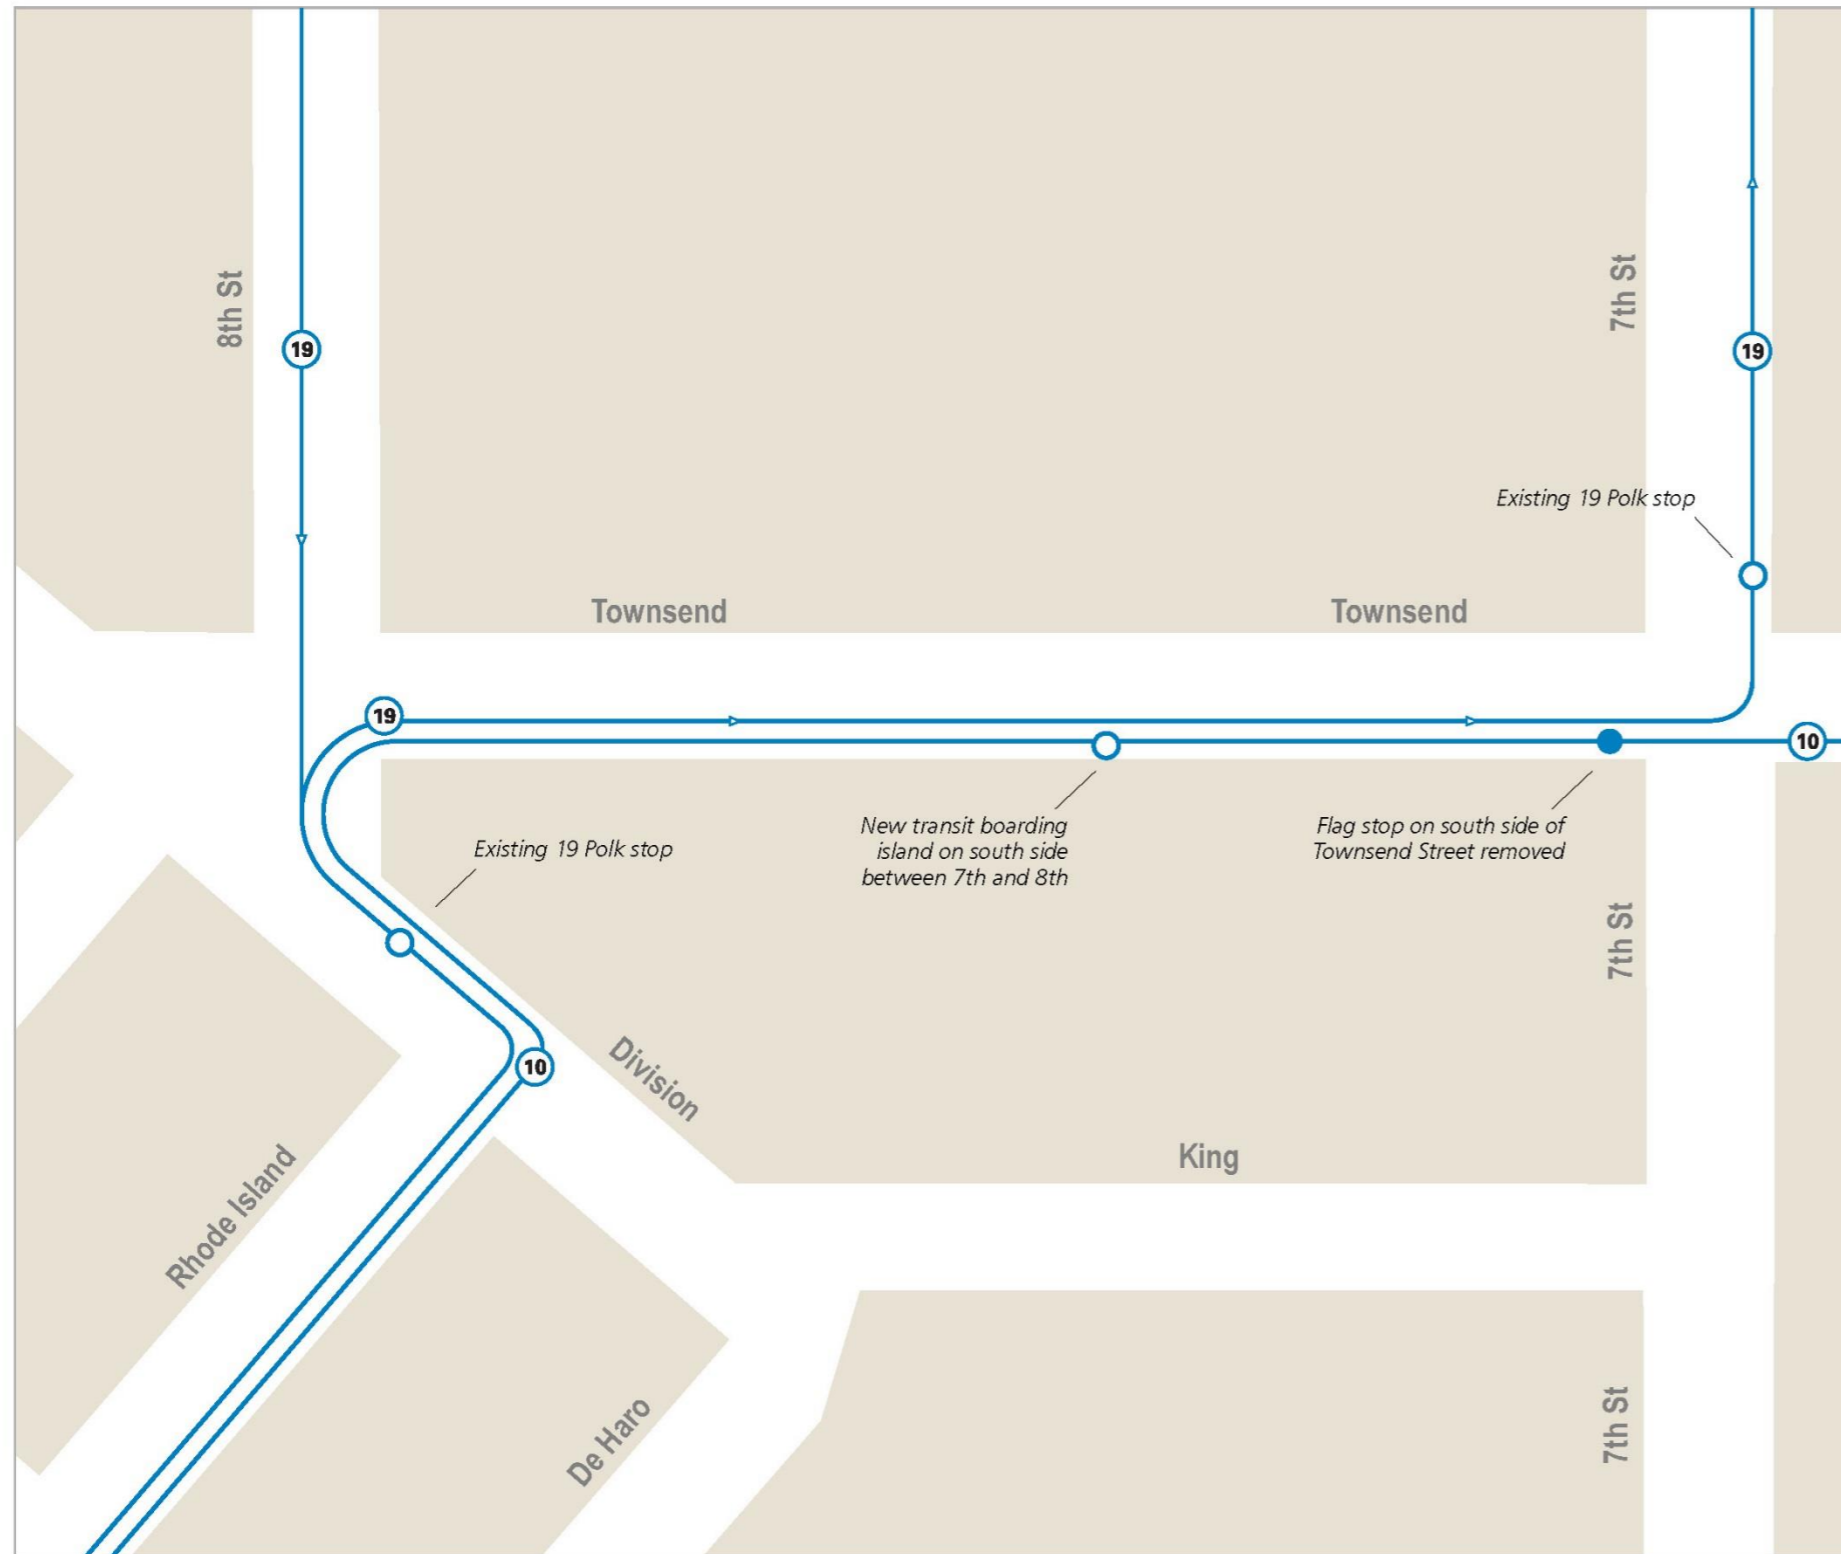 8th St
7th St
19
19
Existing 19 Polk stop
Townsend
Townsend
19
10
New transit boarding
island on south side
between 7th and 8th
Flag stop on south side of
Townsend Street removed
Existing 19 Polk stop
7th St
10
Division
King
Rhode Island
De Haro
7th St